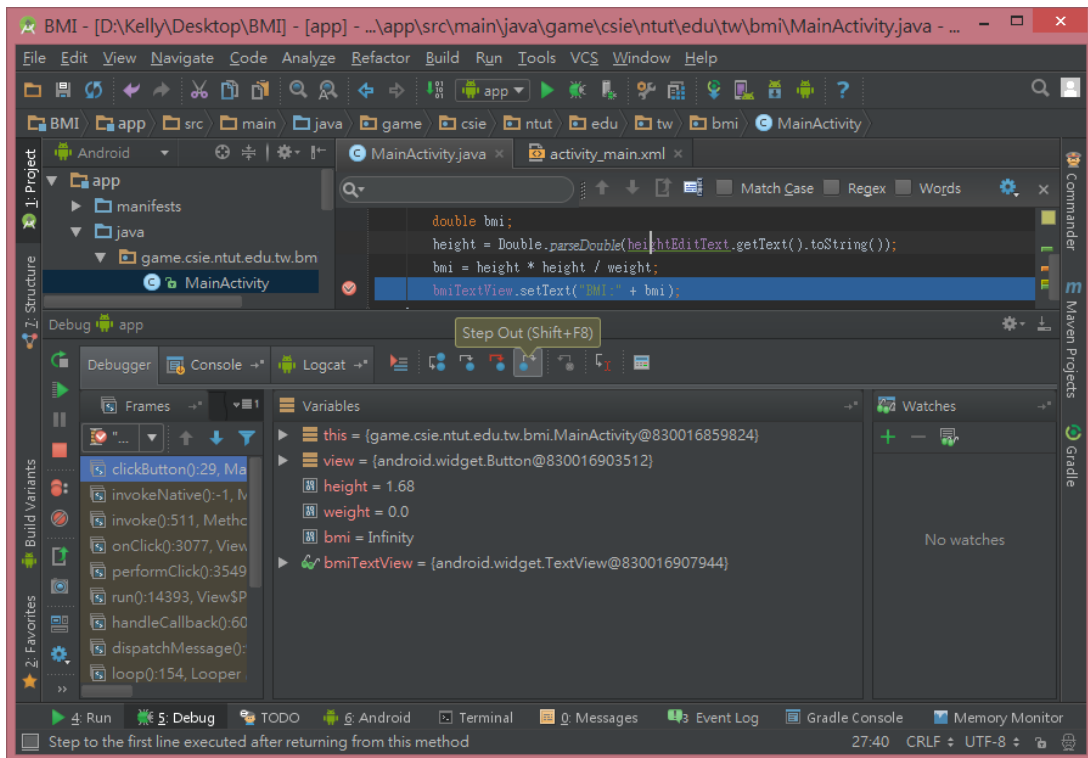 BMI - [D:\Kelly\Desktop\BMI] - [app] - ...\app\src\main\java\game\csie\ntut\edu\tw\bmi\MainActivity.java - ...
File Edit View Navigate Code Analyze Refactor Build Run Tools VCS Window Help
app
BMI app src main java game csie ntut edu tw bmi MainActivity
1: Project
Android
MainActivity.java
activity_main.xml
Match Case Regex Words
app
manifests
java
game.csie.ntut.edu.tw.bm
MainActivity
double bmi;
height = Double.parseDouble(heightEditText.getText().toString());
bmi = height * height / weight;
bmiTextView.setText("BMI:" + bmi);
Commander
Maven Projects
Gradle
7: Structure
Build Variants
2: Favorites
Debug app
Step Out (Shift+F8)
Debugger Console Logcat
Frames
Variables
Watches
"...
clickButton():29, Ma
invokeNative():-1, M
invoke():511, Methc
onClick():3077, View
performClick():3549
run():14393, View$P
handleCallback():60
dispatchMessage():
loop():154, Looper
this = {game.csie.ntut.edu.tw.bmi.MainActivity@830016859824}
view = {android.widget.Button@830016903512}
height = 1.68
weight = 0.0
bmi = Infinity
bmiTextView = {android.widget.TextView@830016907944}
No watches
4: Run 5: Debug TODO 6: Android Terminal 0: Messages 3 Event Log Gradle Console Memory Monitor
Step to the first line executed after returning from this method 27:40 CRLF UTF-8